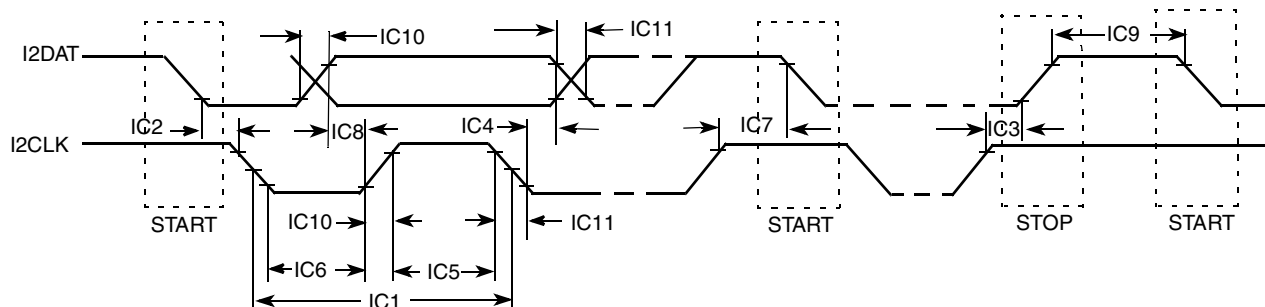 IC10 IC11 IC9
I2DAT
IC2 IC8 IC4 IC7 IC3
I2CLK
START IC10 IC11 START STOP START
IC6 IC5
IC1